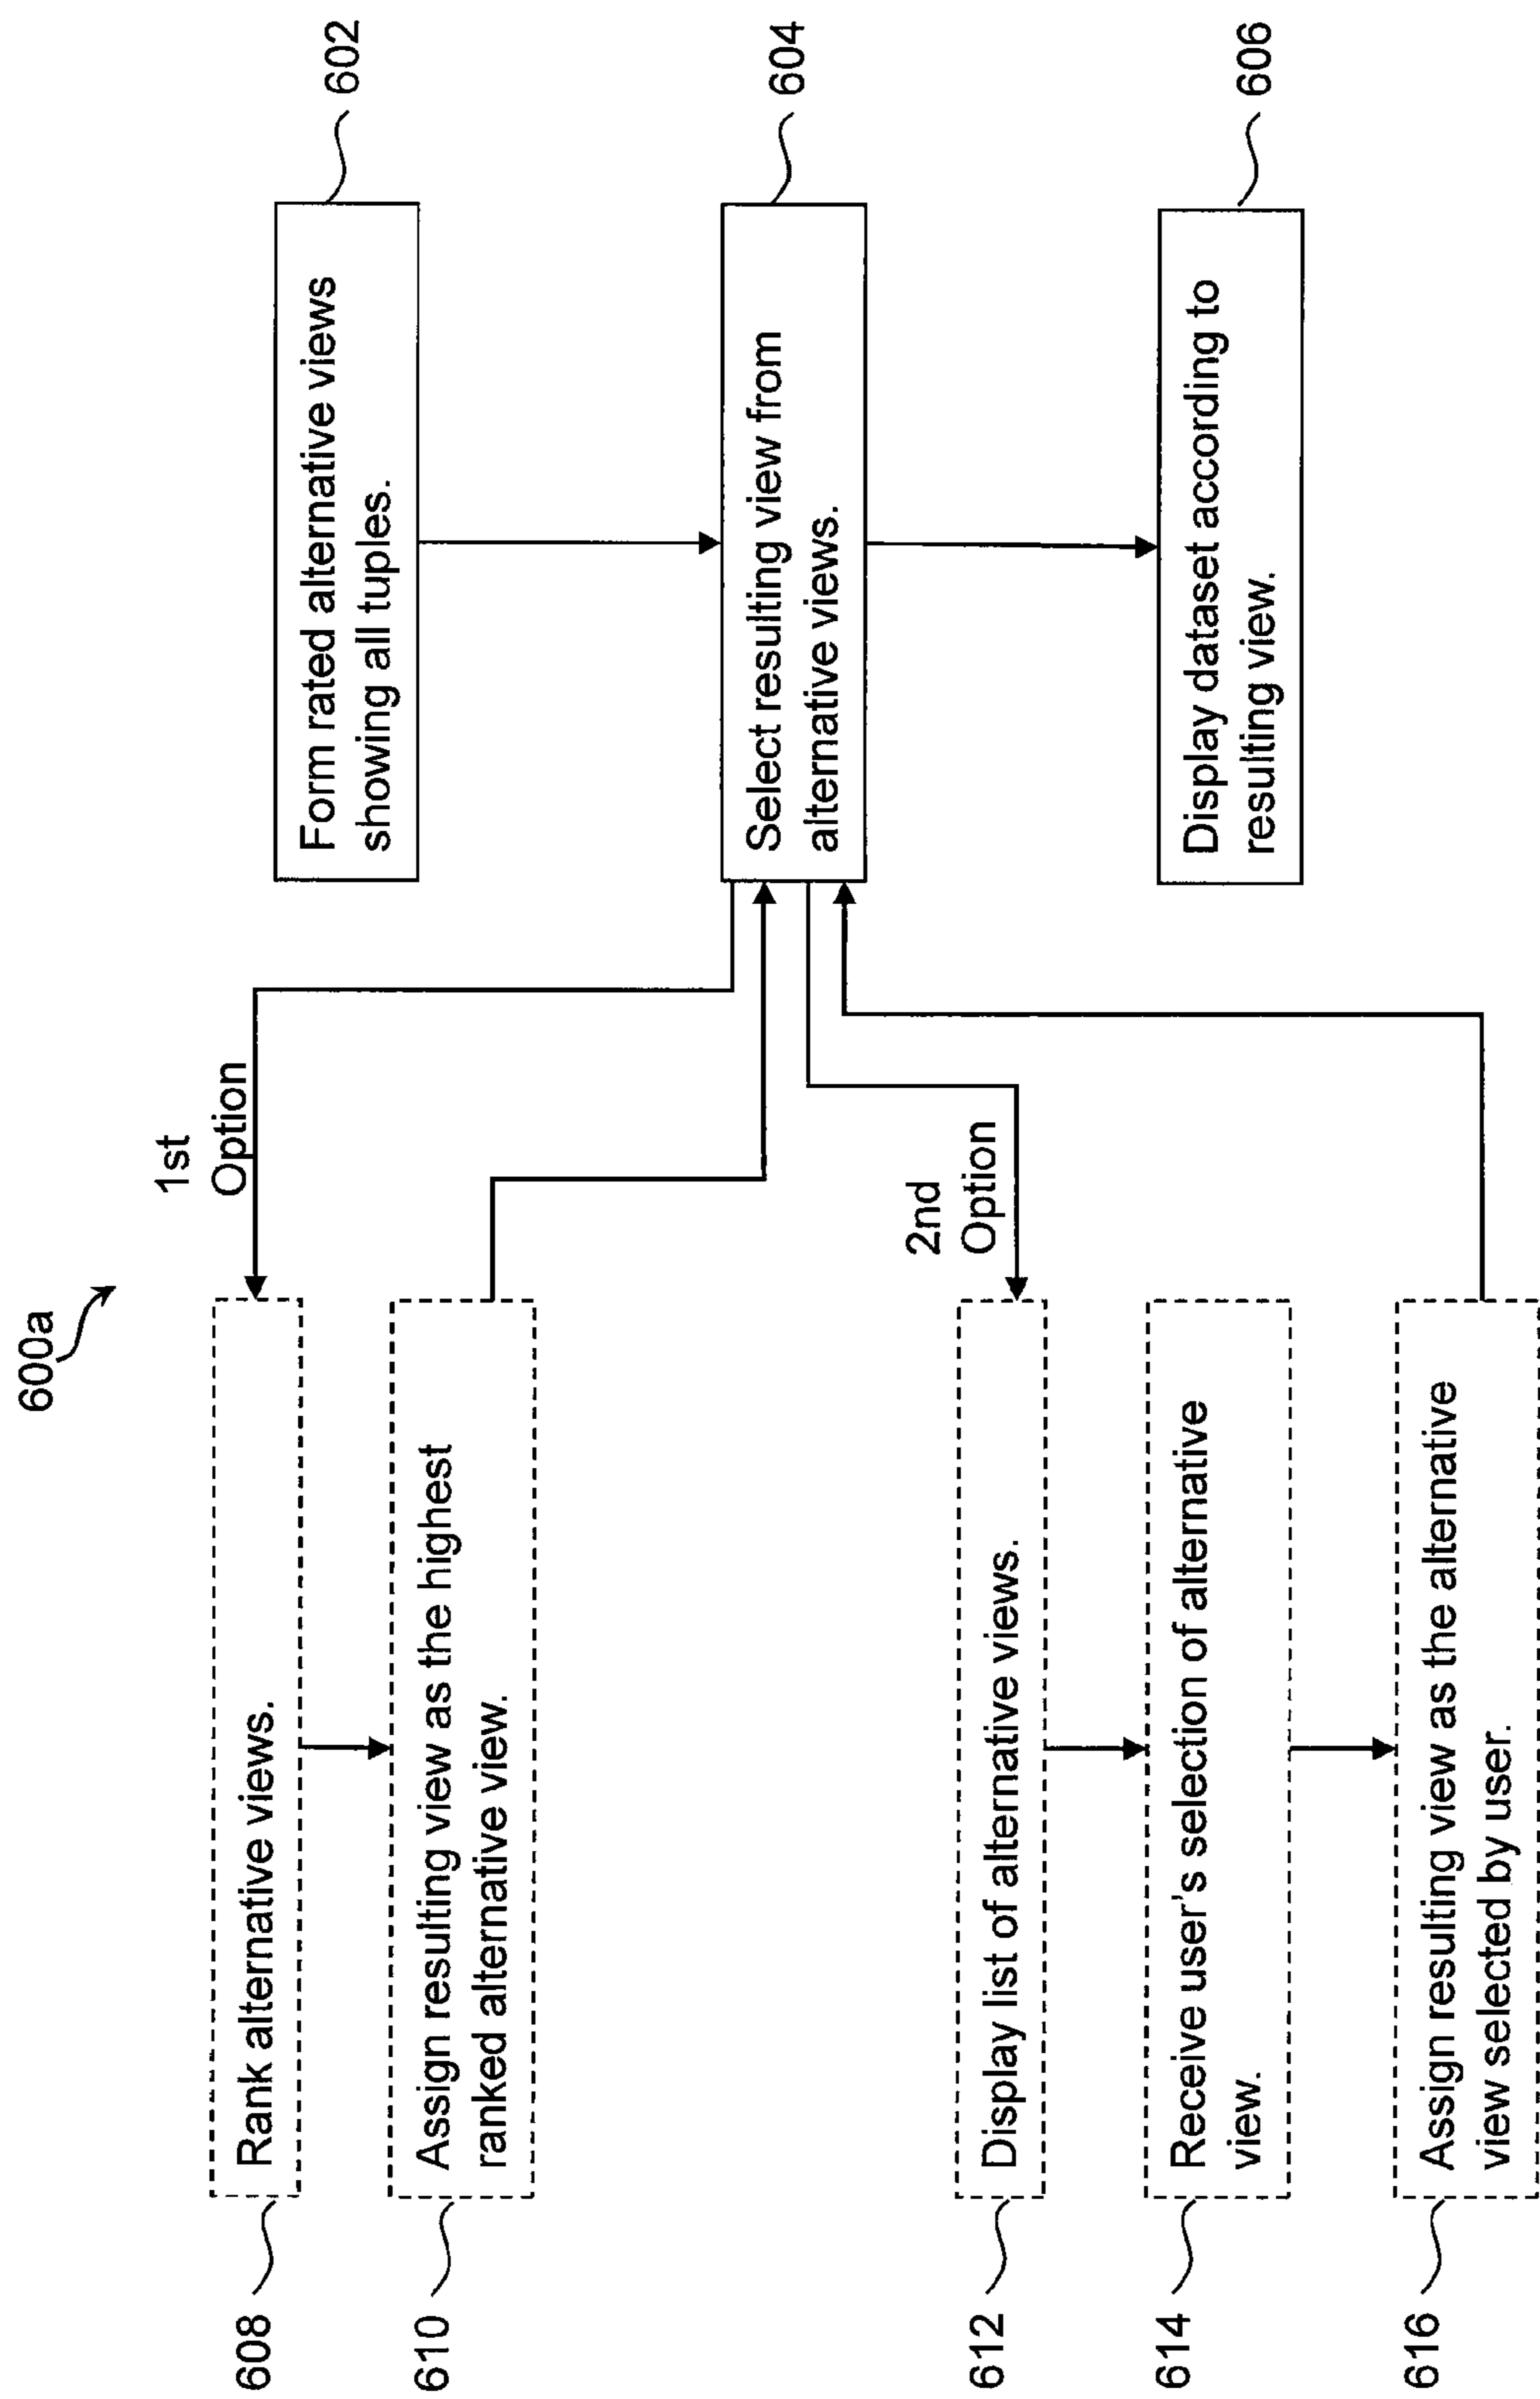 600a
608
Rank alternative views.
1st
Option
610
Assign resulting view as the highest
ranked alternative view.
612
Display list of alternative views.
2nd
Option
614
Receive user's selection of alternative
view.
616
Assign resulting view as the alternative
view selected by user.
Form rated alternative views
showing all tuples.
602
Select resulting view from
alternative views.
604
Display dataset according to
resulting view.
606